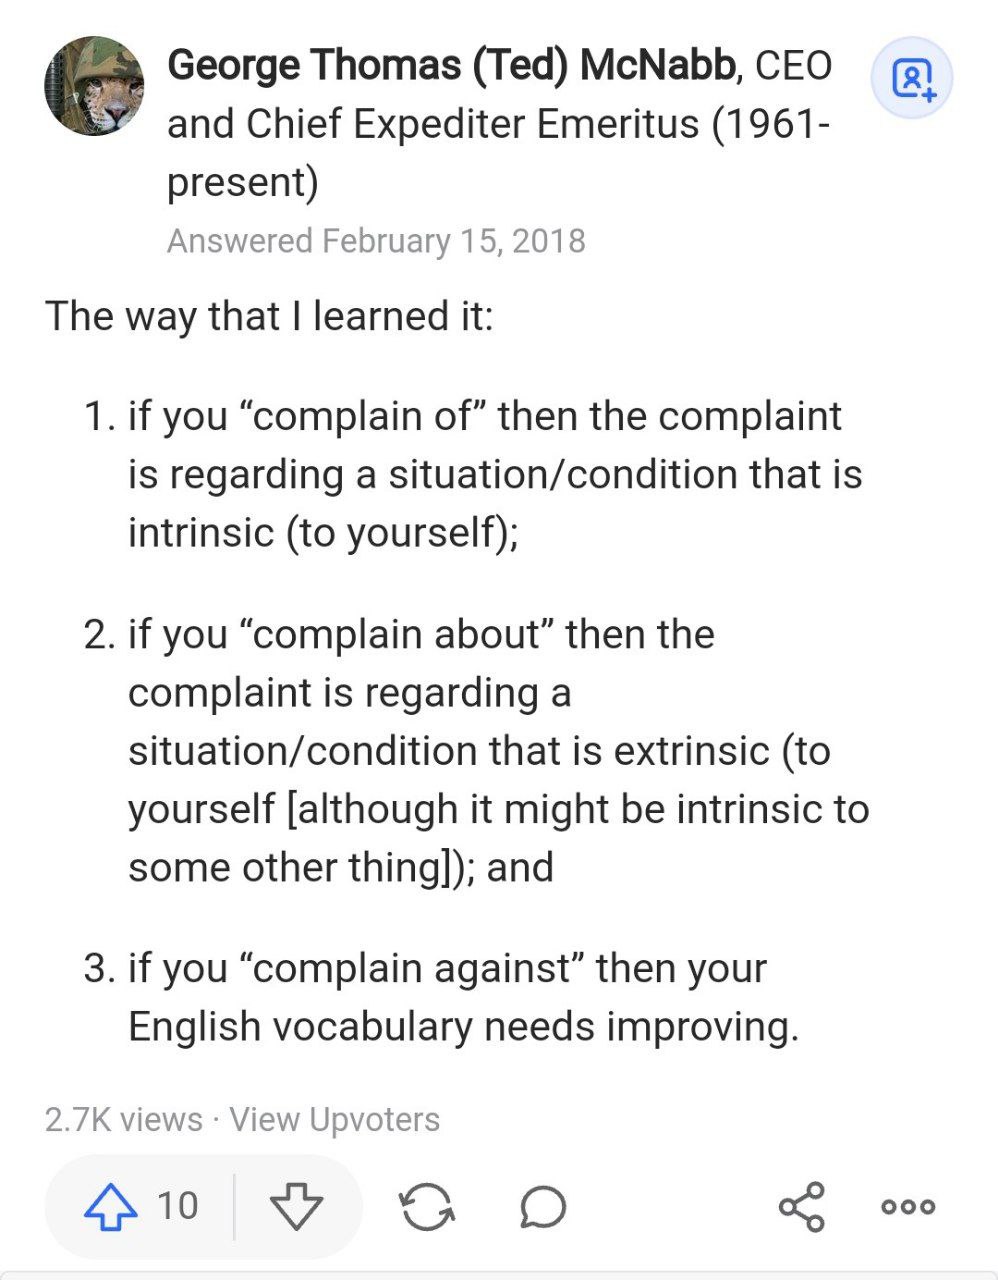 George Thomas (Ted) McNabb, CEO
and Chief Expediter Emeritus (1961-
present)
Answered February 15, 2018
The way that I learned it:
1. if you “complain of” then the complaint
is regarding a situation/condition that is
intrinsic (to yourself);
2. if you “complain about” then the
complaint is regarding a
situation/condition that is extrinsic (to
yourself [although it might be intrinsic to
some other thing]); and
3. if you “complain against” then your
English vocabulary needs improving.
2.7K views · View Upvoters
10